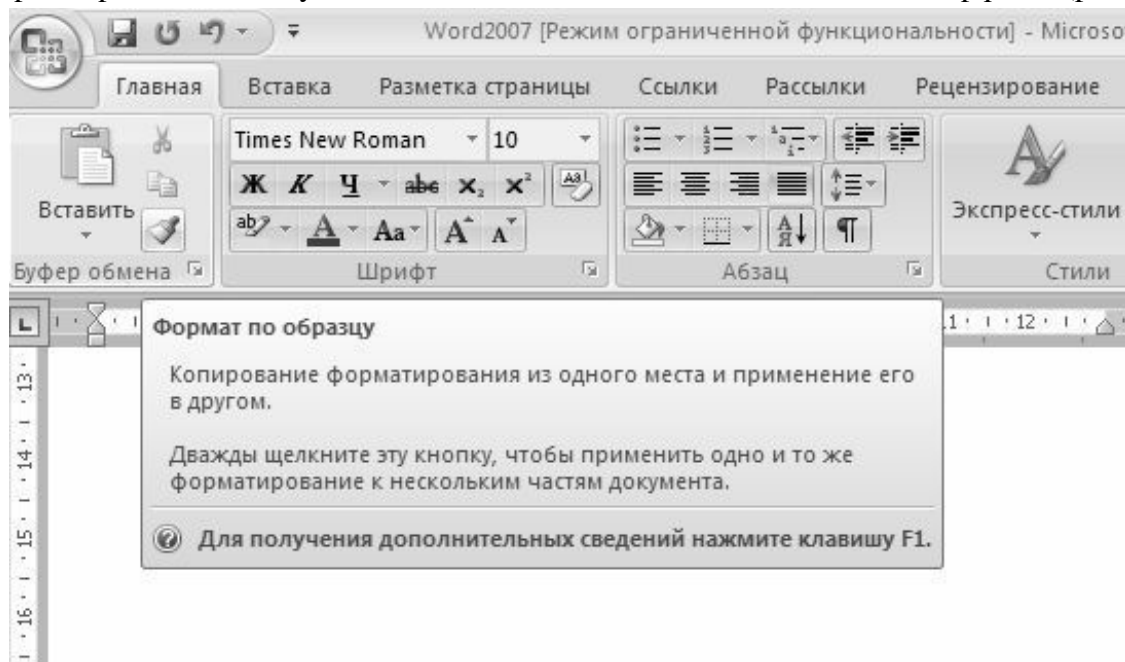 Word2007 [Режим ограниченной функциональности] - Microso
Главная Вставка Разметка страницы Ссылки Рассылки Рецензирование
Times New Roman 10
Ж К Ч abc x₂ x² Aa
Вставить
ab A Aa A A
А Я ¶
Экспресс-стили
Буфер обмена Шрифт Абзац Стили
L 1 12
Формат по образцу
Копирование форматирования из одного места и применение его
в другом.
Дважды щелкните эту кнопку, чтобы применить одно и то же
форматирование к нескольким частям документа.
Для получения дополнительных сведений нажмите клавишу F1.
13
14
15
16